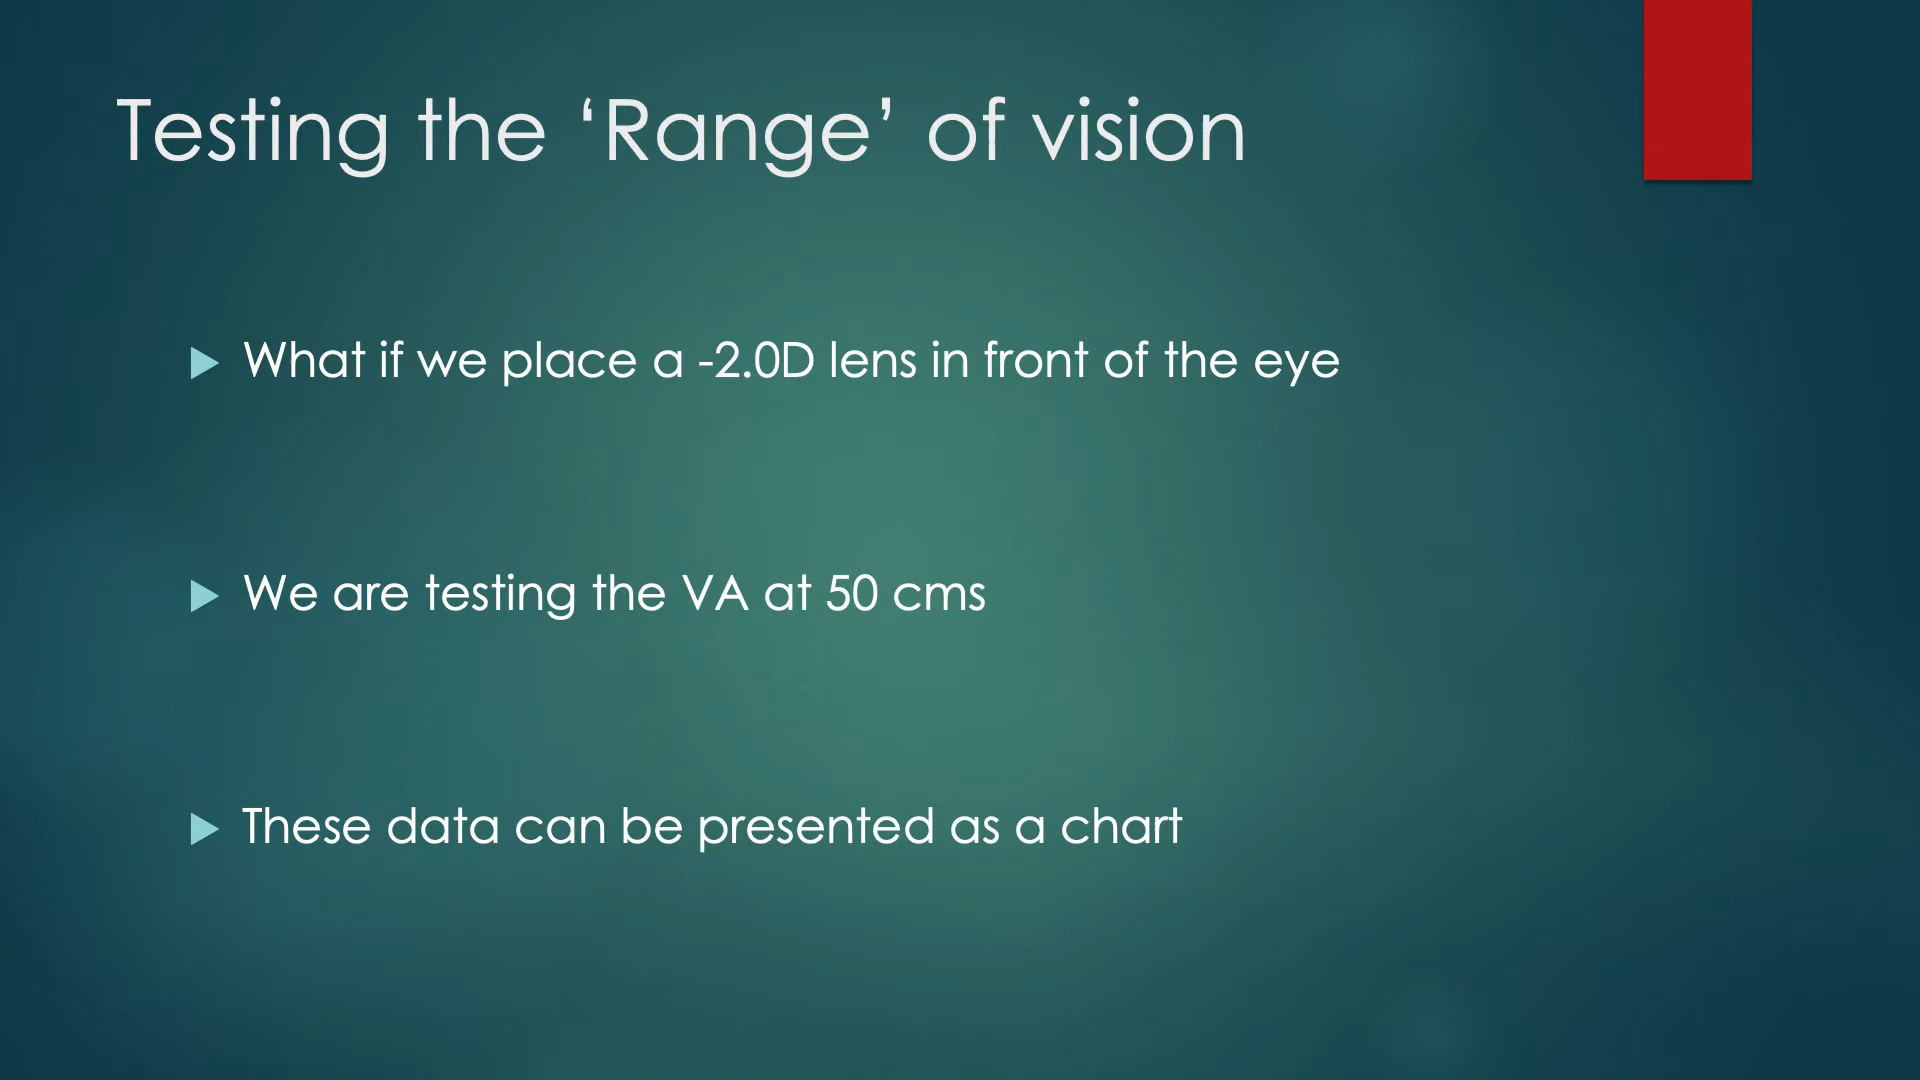 Testing the ‘Range’ of vision
What if we place a -2.0D lens in front of the eye
We are testing the VA at 50 cms
These data can be presented as a chart